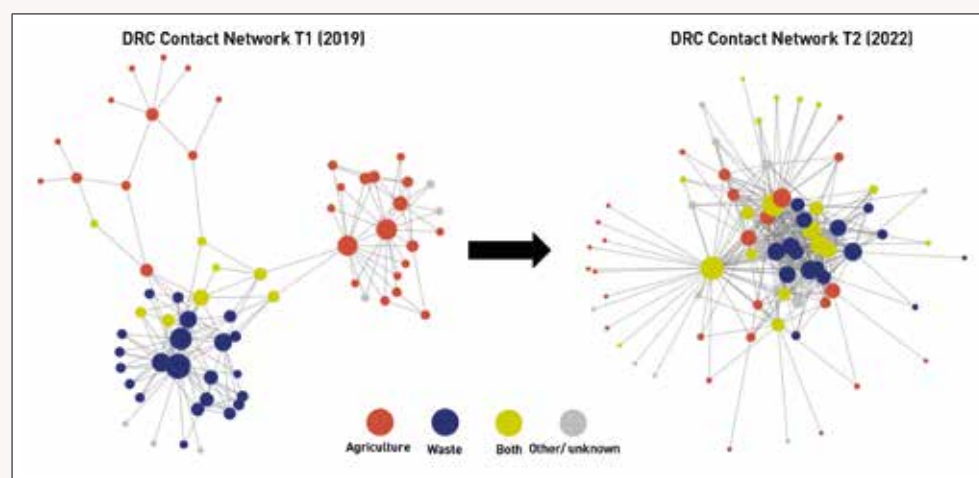 DRC Contact Network T1 (2019)
DRC Contact Network T2 (2022)
Agriculture
Waste
Both
Other/ unknown